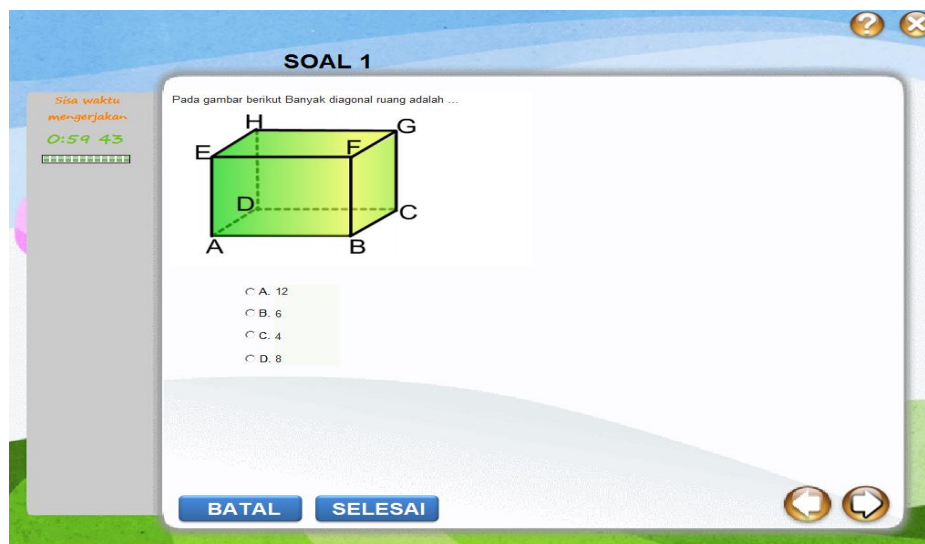 SOAL 1
Sisa waktu
mengerjakan
0:59 43
Pada gambar berikut Banyak diagonal ruang adalah ...
H
G
E
F
D
C
A
B
A. 12
B. 6
C. 4
D. 8
BATAL
SELESAI
?